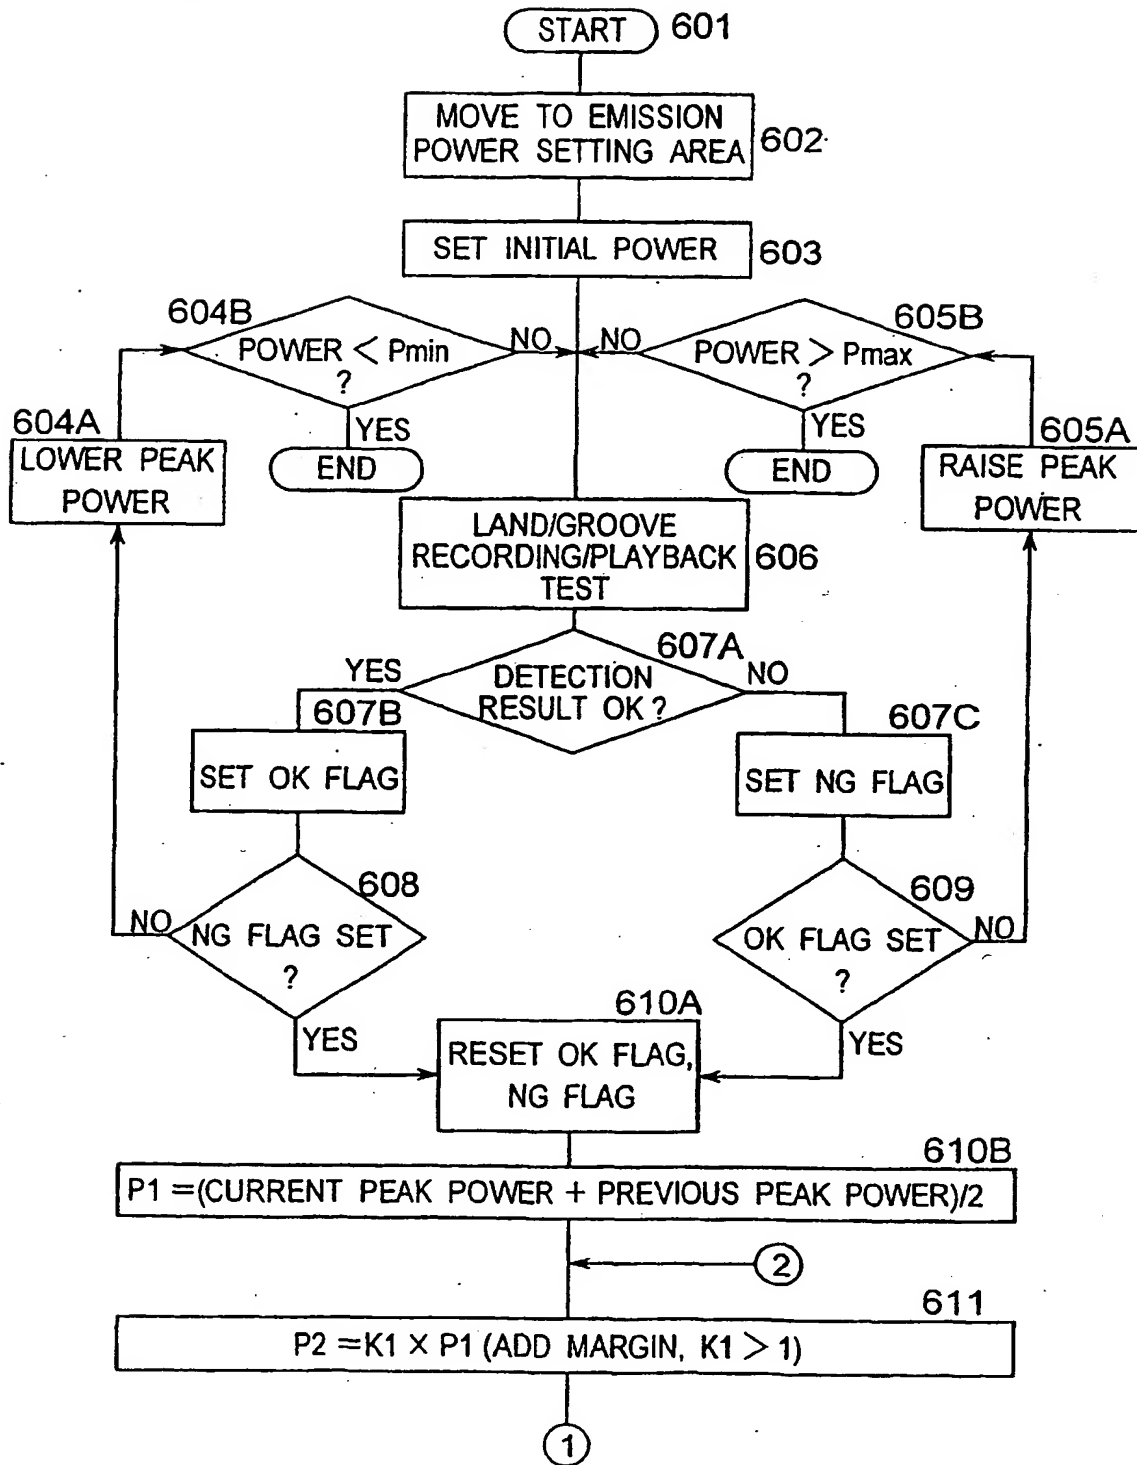 START 601
MOVE TO EMISSION
POWER SETTING AREA 602
SET INITIAL POWER 603
604B
POWER < Pmin
?
NO
YES
END
605B
POWER > Pmax
?
NO
YES
END
604A
LOWER PEAK
POWER
605A
RAISE PEAK
POWER
LAND/GROOVE
RECORDING/PLAYBACK
TEST
606
607A
DETECTION
RESULT OK ?
YES
NO
607B
SET OK FLAG
607C
SET NG FLAG
608
NG FLAG SET
?
NO
YES
609
OK FLAG SET
?
NO
YES
610A
RESET OK FLAG,
NG FLAG
610B
P1 =(CURRENT PEAK POWER + PREVIOUS PEAK POWER)/2
2
611
P2 =K1 X P1 (ADD MARGIN, K1 > 1)
1